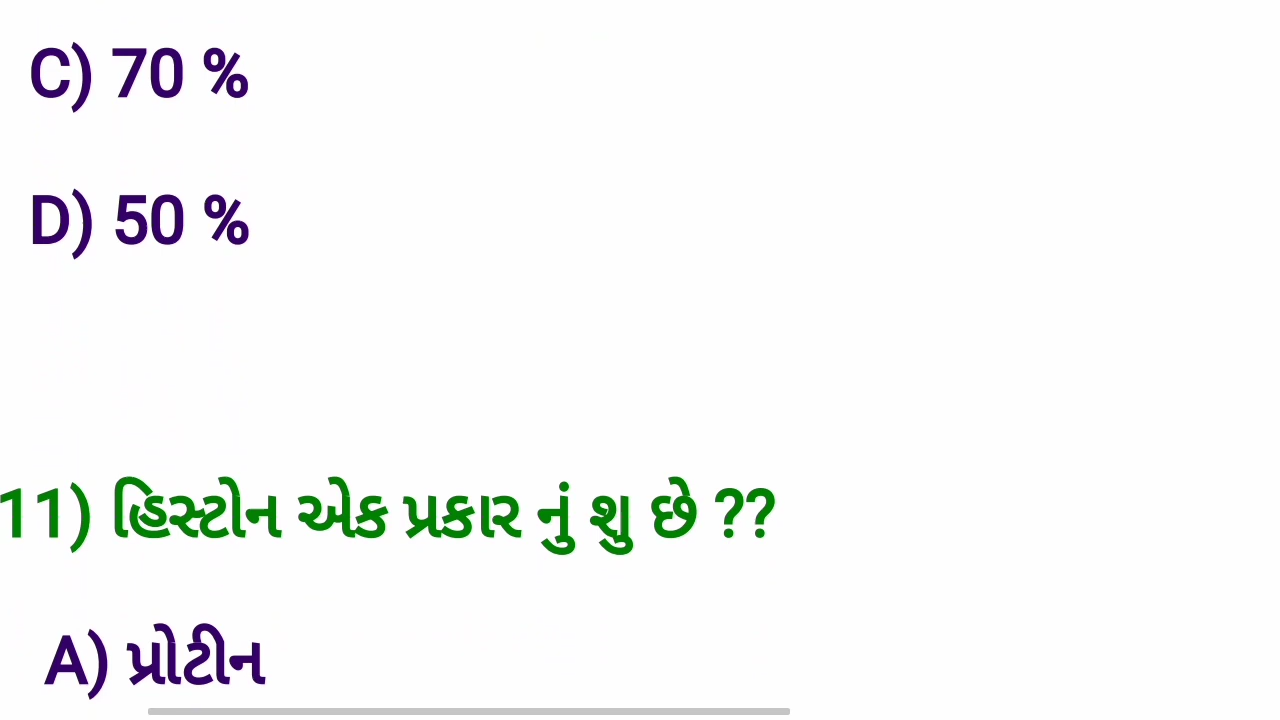 C) 70 %
D) 50 %
11) હિસ્ટોન એક પ્રકાર નું શુ છે ??
A) પ્રોટીન